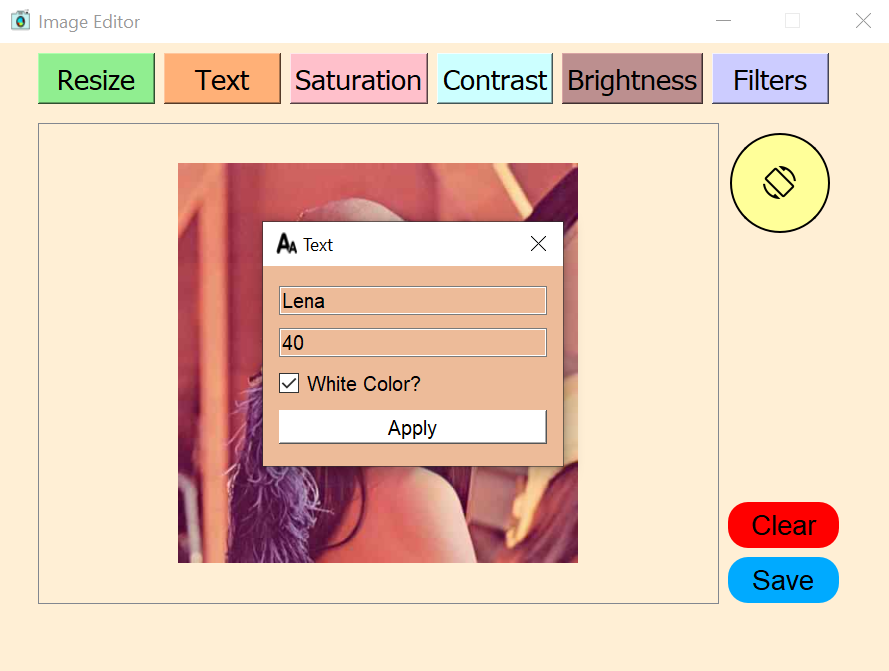 Image Editor
Resize
Text
Saturation
Contrast
Brightness
Filters
Text
Lena
40
White Color?
Apply
Clear
Save